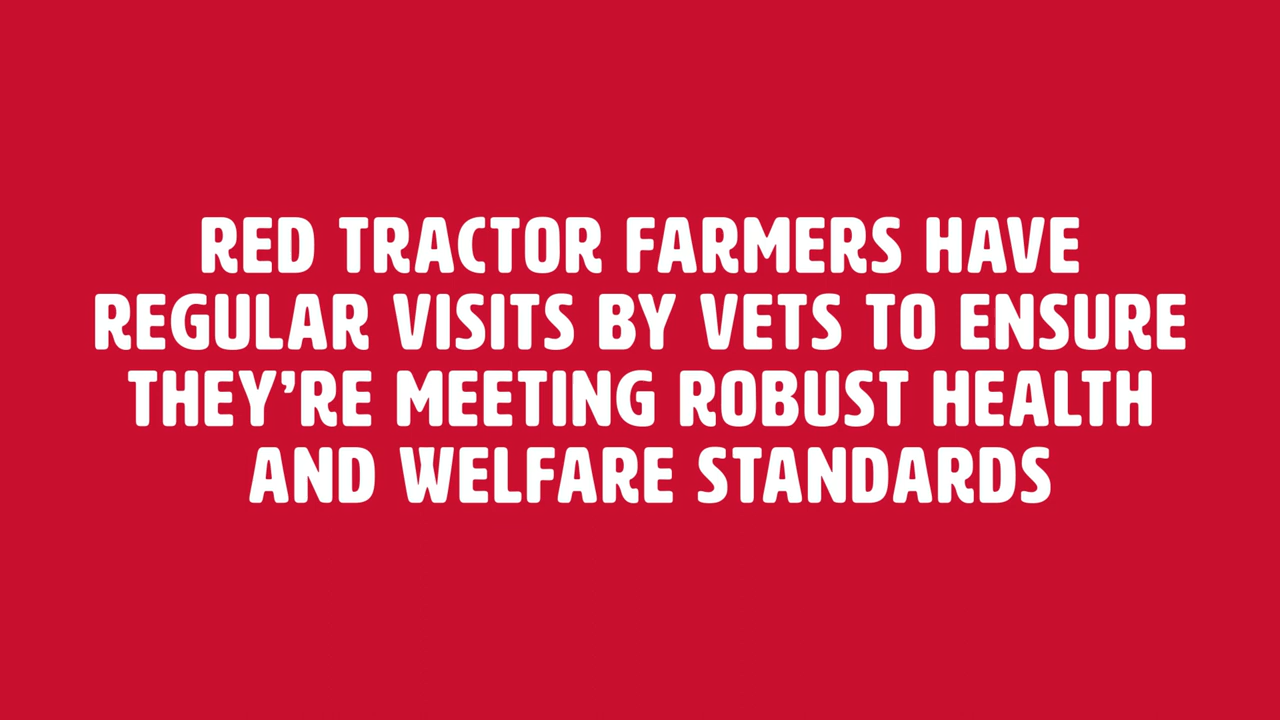 RED TRACTOR FARMERS HAVE
REGULAR VISITS BY VETS TO ENSURE
THEY’RE MEETING ROBUST HEALTH
AND WELFARE STANDARDS